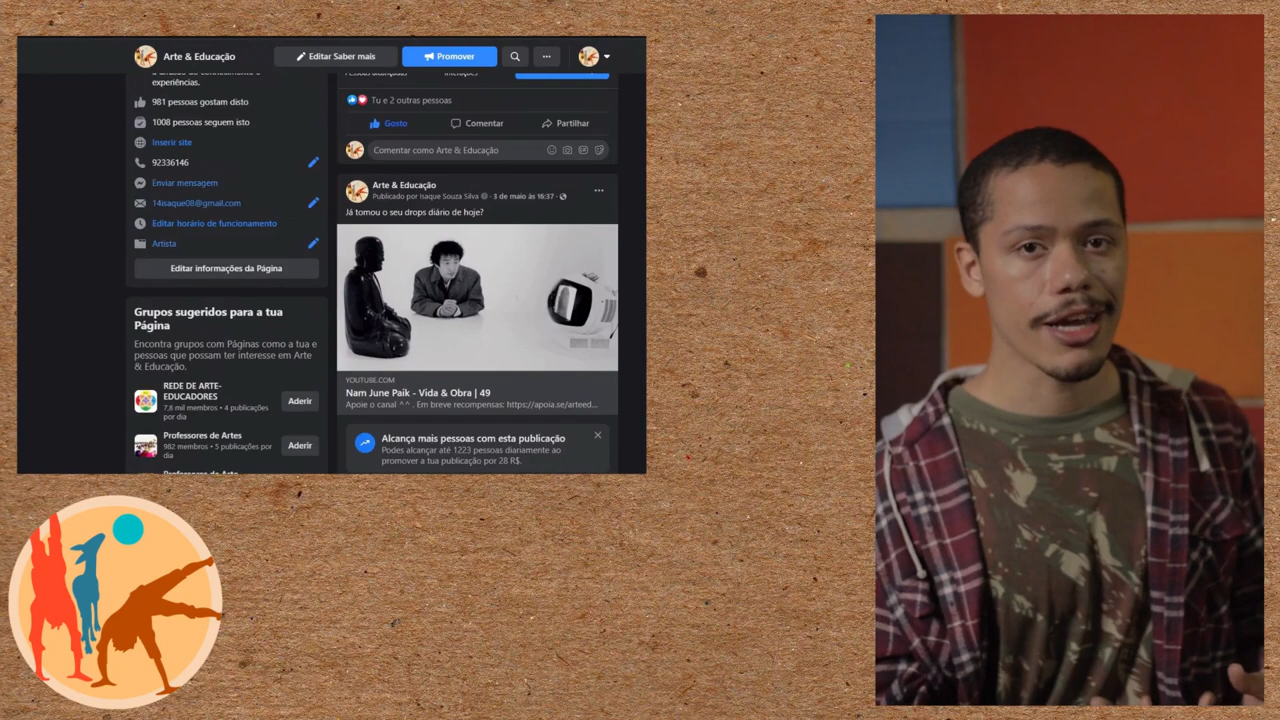 Arte & Educação
Editar Saber mais
Promover
experiências.
981 pessoas gostam disto
1008 pessoas seguem isto
Inserir site
92336146
Enviar mensagem
14isaque08@gmail.com
Editar horário de funcionamento
Artista
Editar informações da Página
Grupos sugeridos para a tua
Página
Encontra grupos com Páginas como a tua e
pessoas que possam ter interesse em Arte
& Educação.
REDE DE ARTE-
EDUCADORES
7,8 mil membros • 4 publicações
por dia
Aderir
Professores de Artes
982 membros • 5 publicações por
dia
Aderir
Professores de Arte
Pessoas alcançadas
Interações
Tu e 2 outras pessoas
Gosto
Comentar
Partilhar
Comentar como Arte & Educação
Arte & Educação
Publicado por Isaque Souza Silva · 3 de maio às 16:37 ·
Já tomou o seu drops diário de hoje?
YOUTUBE.COM
Nam June Paik - Vida & Obra | 49
Apoie o canal ^^ . Em breve recompensas: https://apoia.se/arteed...
Alcança mais pessoas com esta publicação
Podes alcançar até 1223 pessoas diariamente ao
promover a tua publicação por 28 R$.